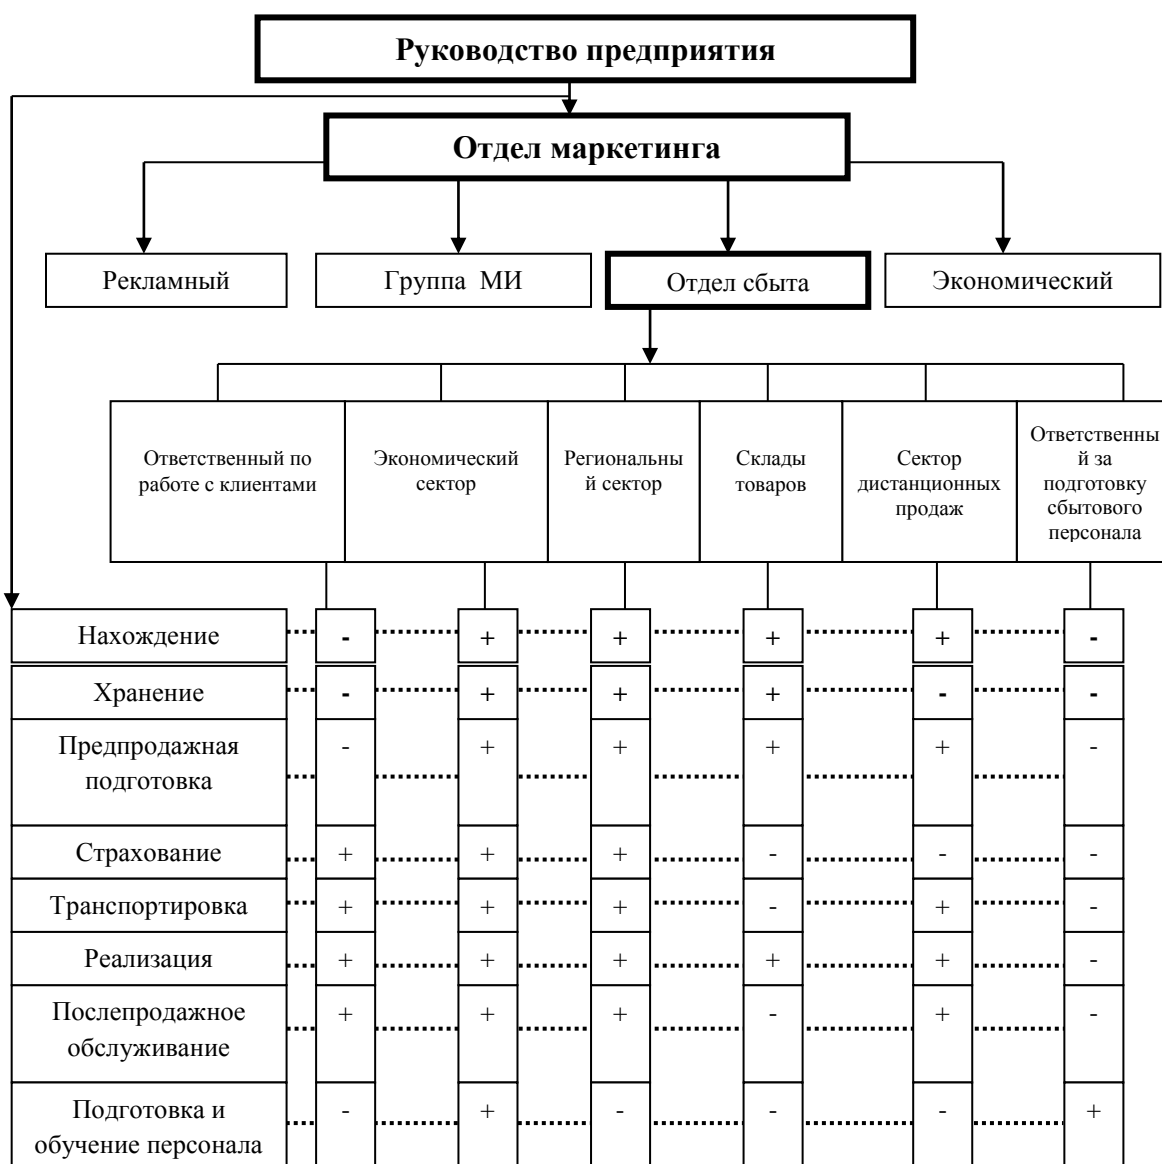 Руководство предприятия
Отдел маркетинга
Рекламный
Группа МИ
Отдел сбыта
Экономический
Ответственный по
работе с клиентами
Экономический
сектор
Региональны
й сектор
Склады
товаров
Сектор
дистанционных
продаж
Ответственны
й за
подготовку
сбытового
персонала
Нахождение - + + + + -
Хранение - + + + - -
Предпродажная - + + + + -
подготовка
Страхование + + + - - -
Транспортировка + + + - + -
Реализация + + + + + -
Послепродажное + + + - + -
обслуживание
Подготовка и - + - - - +
обучение персонала